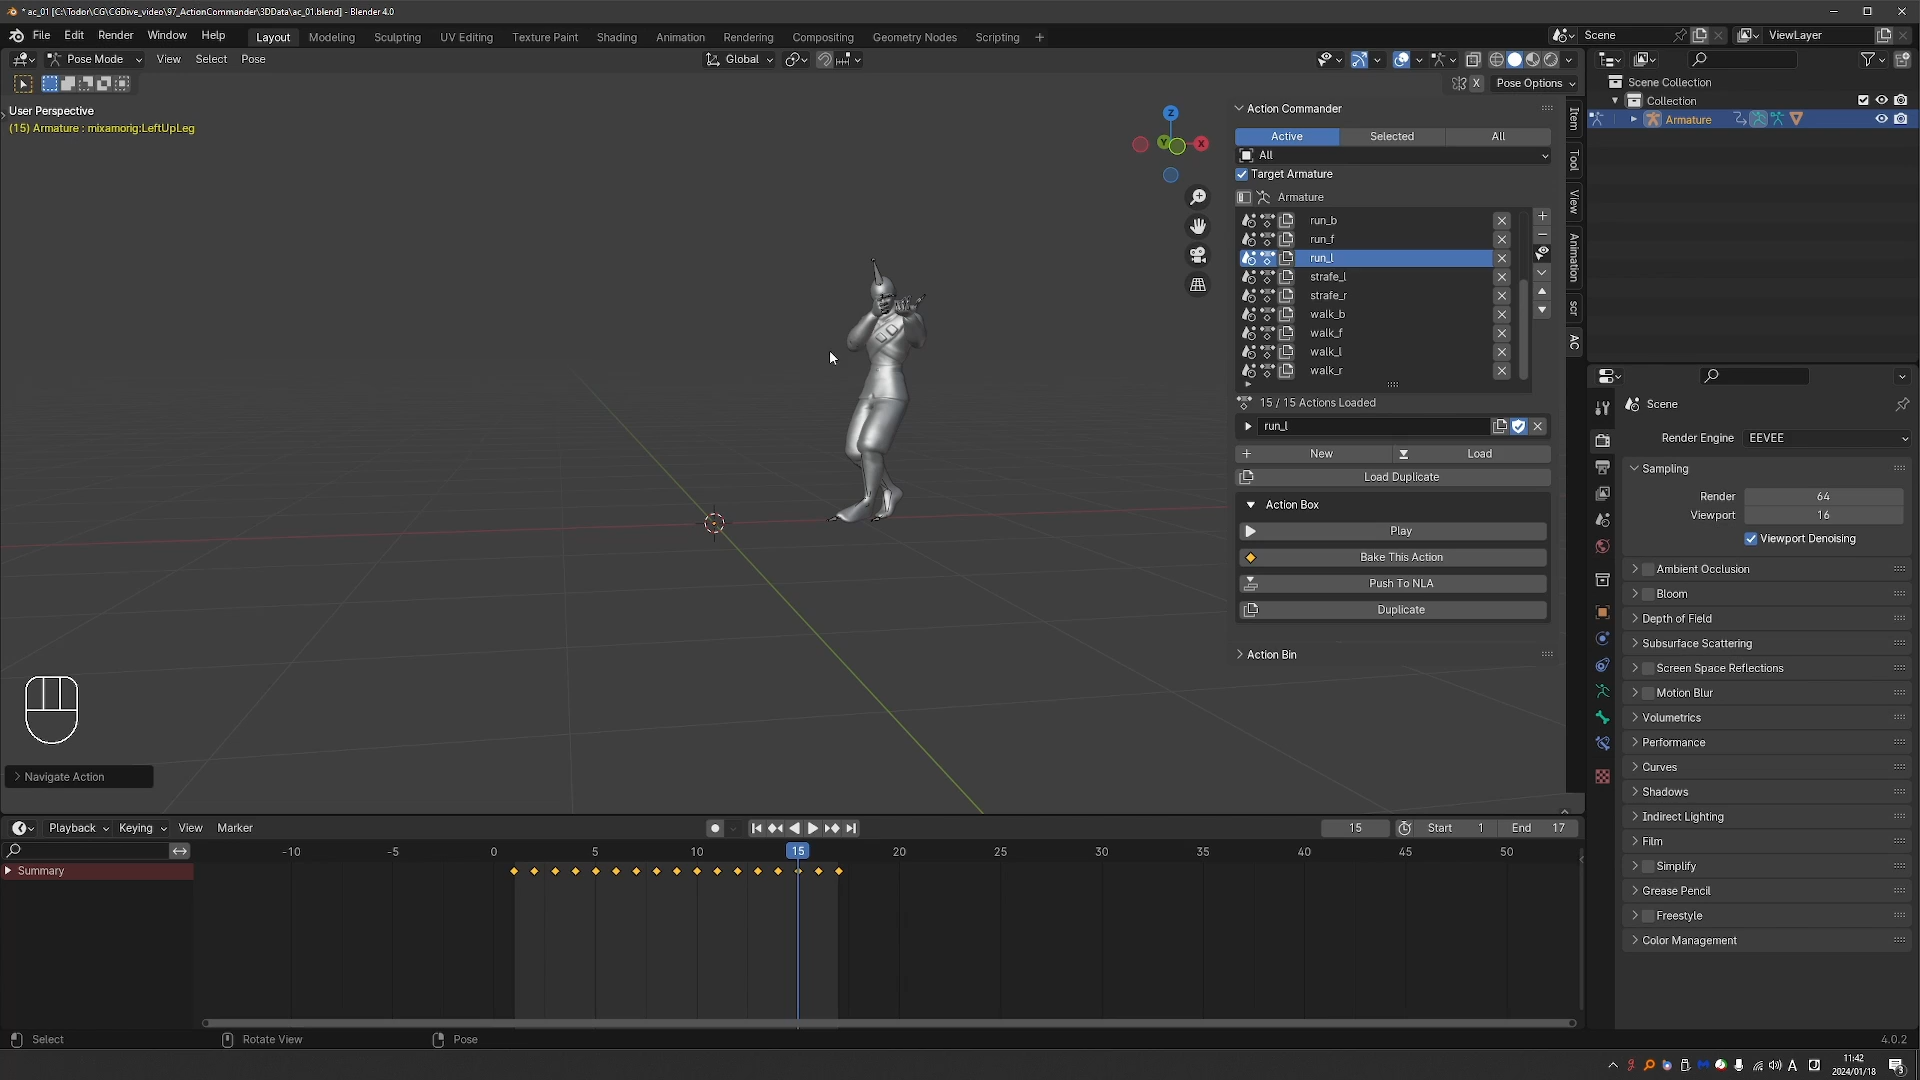 * ac_01 [C:\Todor\CG\CGDive_video\97_ActionCommander\3DData\ac_01.blend] - Blender 4.0
File Edit Render Window Help Layout Modeling Sculpting UV Editing Texture Paint Shading Animation Rendering Compositing Geometry Nodes Scripting + Scene ViewLayer
Pose Mode View Select Pose Global
X Pose Options
User Perspective
(15) Armature : mixamorig:LeftUpLeg
Z
Y
X
Action Commander
Active Selected All
All
Target Armature
Armature
run_b
run_f
run_l
strafe_l
strafe_r
walk_b
walk_f
walk_l
walk_r
15 / 15 Actions Loaded
run_l
New Load
Load Duplicate
Action Box
Play
Bake This Action
Push To NLA
Duplicate
Action Bin
Item
Tool
View
Animation
scr
AC
Scene Collection
Collection
Armature
Scene
Render Engine EEVEE
Sampling
Render 64
Viewport 16
Viewport Denoising
Ambient Occlusion
Bloom
Depth of Field
Subsurface Scattering
Screen Space Reflections
Motion Blur
Volumetrics
Performance
Curves
Shadows
Indirect Lighting
Film
Simplify
Grease Pencil
Freestyle
Color Management
Navigate Action
Playback Keying View Marker 15 Start 1 End 17
-10 -5 0 5 10 15 20 25 30 35 40 45 50
Summary
Select Rotate View Pose 4.0.2
A 11:42
2024/01/18 3